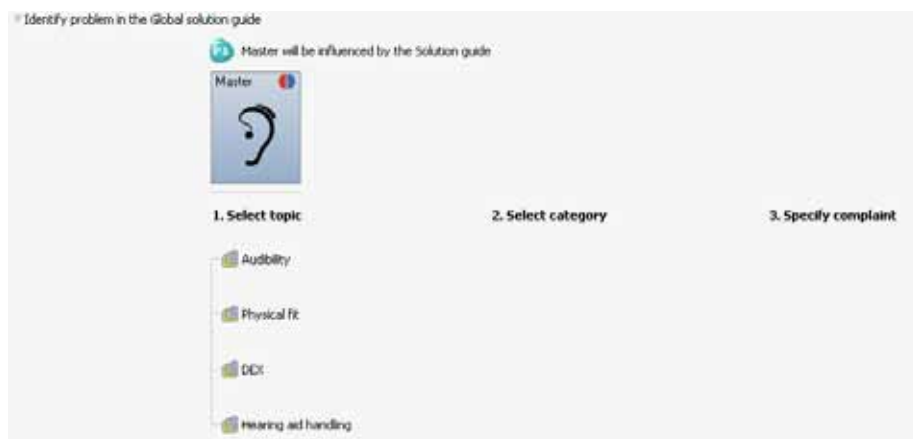 Identify problem in the Global solution guide
P1 Master will be influenced by the Solution guide
Master
1. Select topic 2. Select category 3. Specify complaint
Audibility
Physical fit
DEX
Hearing aid handling